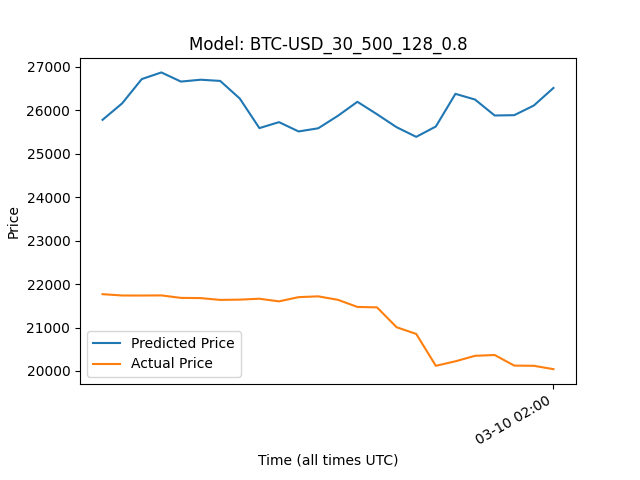 Model: BTC-USD_30_500_128_0.8
27000
26000
25000
24000
23000
22000
21000
20000
Price
Predicted Price
Actual Price
03-10 02:00
Time (all times UTC)